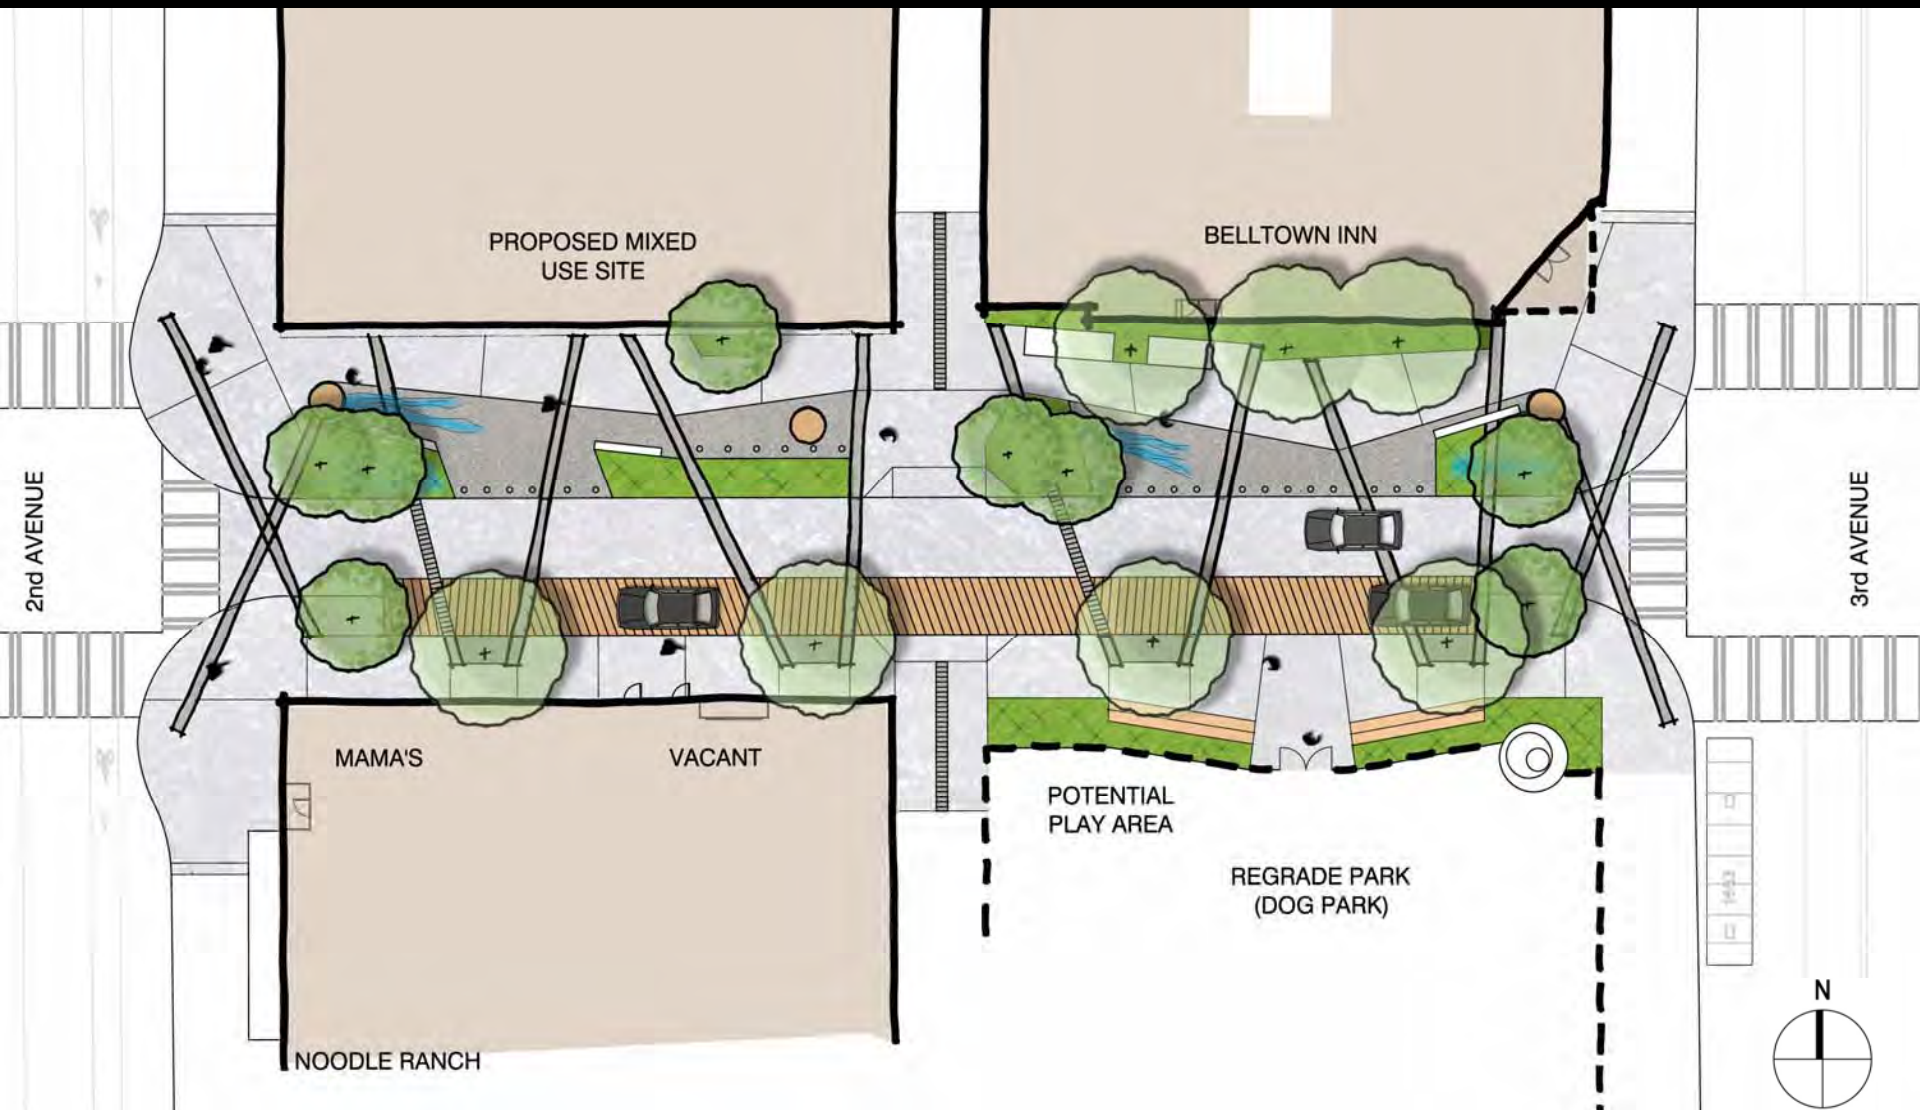 PROPOSED MIXED
USE SITE
BELLTOWN INN
2nd AVENUE
3rd AVENUE
MAMA'S
VACANT
POTENTIAL
PLAY AREA
REGRADE PARK
(DOG PARK)
NOODLE RANCH
N